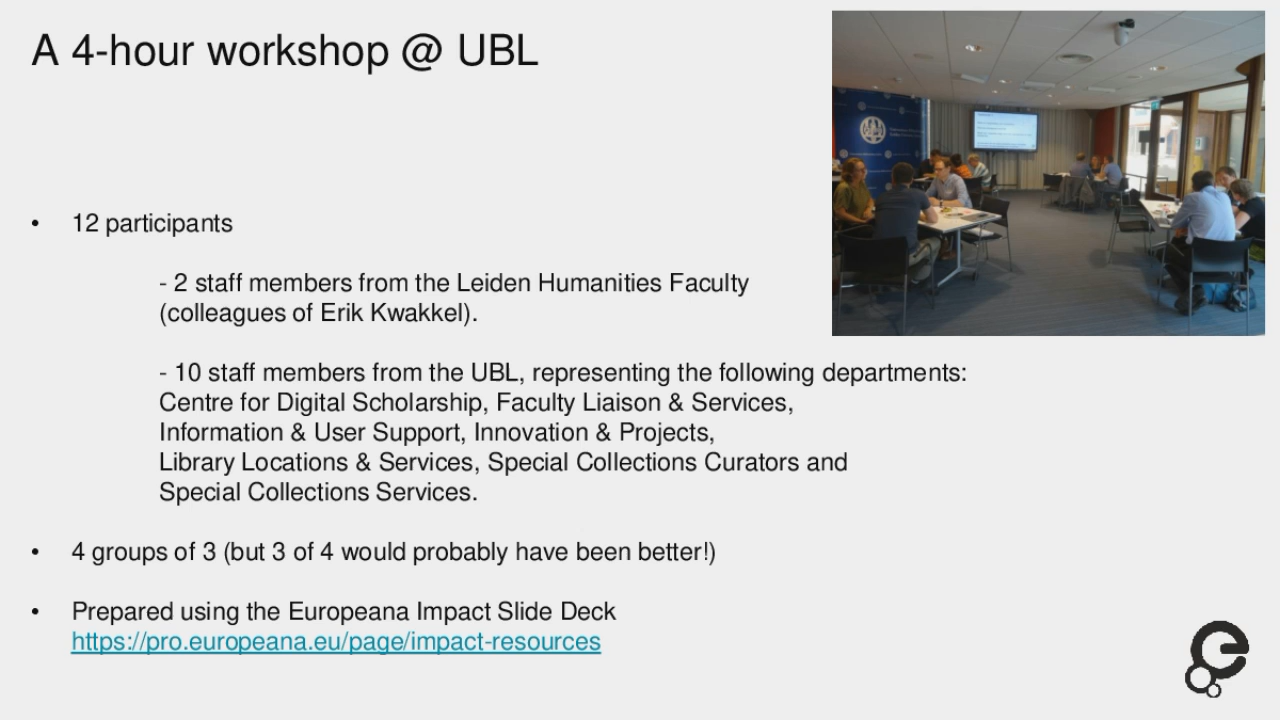 A 4-hour workshop @ UBL
• 12 participants
- 2 staff members from the Leiden Humanities Faculty
(colleagues of Erik Kwakkel).
- 10 staff members from the UBL, representing the following departments:
Centre for Digital Scholarship, Faculty Liaison & Services,
Information & User Support, Innovation & Projects,
Library Locations & Services, Special Collections Curators and
Special Collections Services.
• 4 groups of 3 (but 3 of 4 would probably have been better!)
• Prepared using the Europeana Impact Slide Deck
https://pro.europeana.eu/page/impact-resources